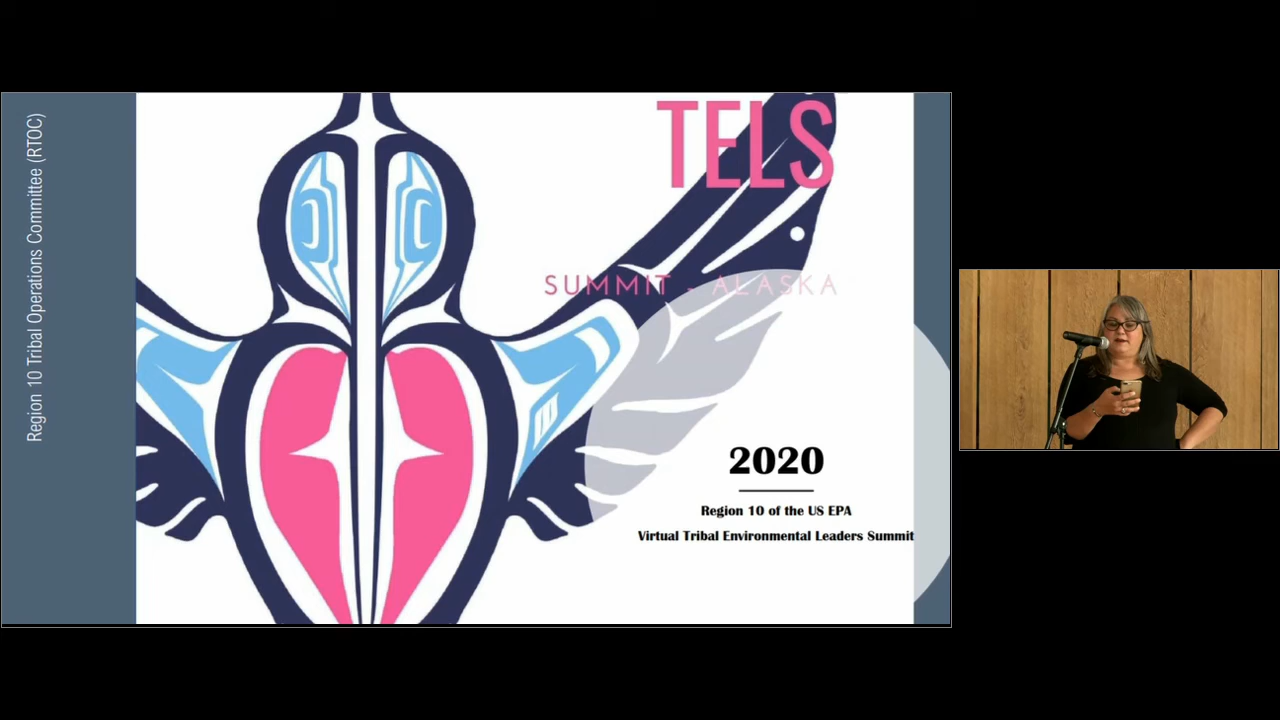 Region 10 Tribal Operations Committee (RTOC)
TELS
SUMMIT - ALASKA
2020
Region 10 of the US EPA
Virtual Tribal Environmental Leaders Summit